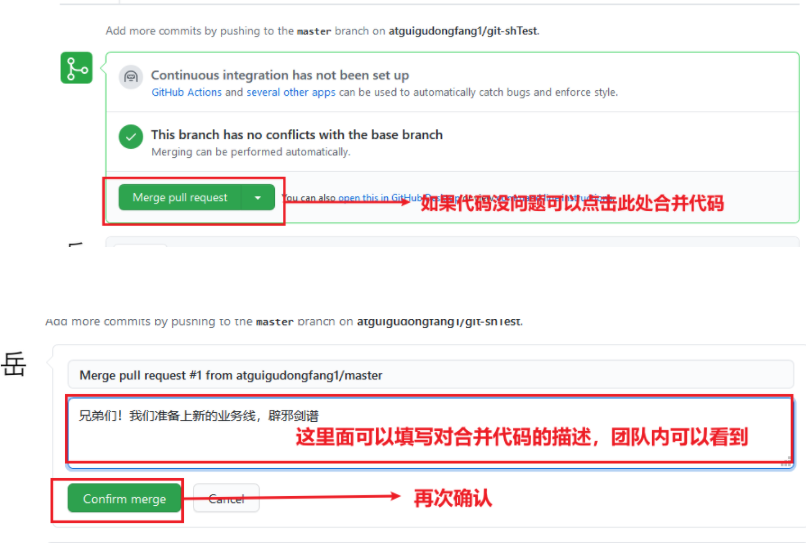 Add more commits by pushing to the master branch on atguigudongfang1/git-shTest.
Continuous integration has not been set up
GitHub Actions and several other apps can be used to automatically catch bugs and enforce style.
This branch has no conflicts with the base branch
Merging can be performed automatically.
Merge pull request
You can also open this in GitHub
如果代码没问题可以点击此处合并代码
Add more commits by pushing to the master branch on atguigudongfang1/git-shTest.
岳
Merge pull request #1 from atguigudongfang1/master
兄弟们！我们准备上新的业务线，辟邪剑谱
这里面可以填写对合并代码的描述，团队内可以看到
Confirm merge
Cancel
再次确认